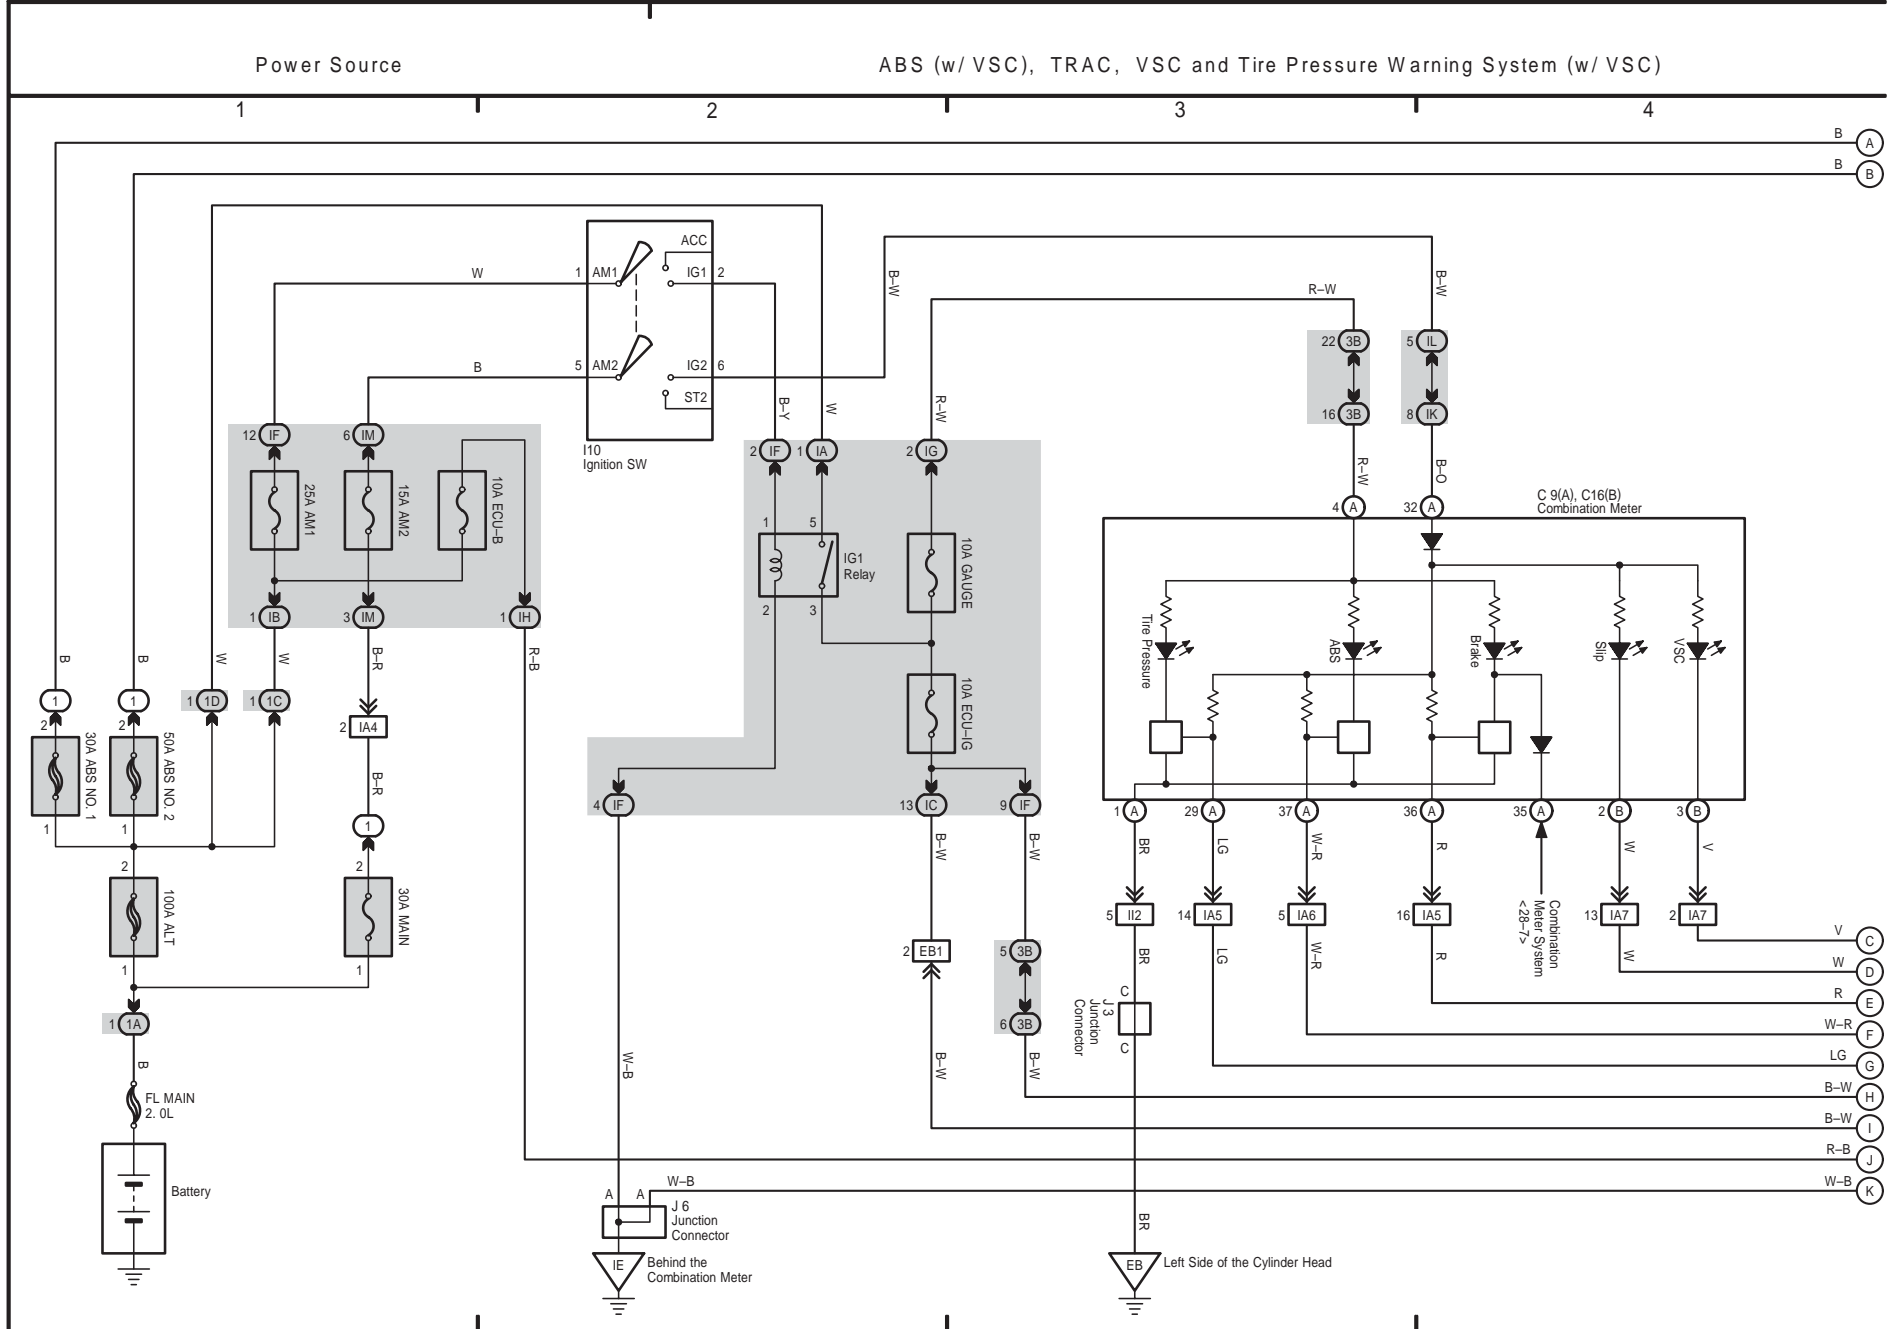 Power Source
ABS (w/ VSC), TRAC, VSC and Tire Pressure Warning System (w/ VSC)
1
2
3
4
B
A
B
B
ACC
W
1
AM1
IG1
2
B
5
AM2
IG2
6
ST2
I10
Ignition SW
B–W
B–W
R–W
22
3B
5
IL
16
3B
8
IK
R–W
B–O
B–Y
W
R–W
12
IF
6
IM
25A AM1
15A AM2
10A ECU–B
1
IB
3
IM
1
IH
2
IF
1
IA
2
IG
1
5
IG1
Relay
2
3
10A GAUGE
10A ECU–IG
4
IF
13
IC
9
IF
C 9(A), C16(B)
Combination Meter
4
A
32
A
Tire Pressure
ABS
Brake
Slip
VSC
1
A
29
A
37
A
36
A
35
A
2
B
3
B
B
B
W
W
B–R
R–B
1
1
1
1D
1
1C
2
IA4
2
2
30A ABS NO. 1
50A ABS NO. 2
B–R
1
1
1
2
2
100A ALT
30A MAIN
1
1
1
1A
B
FL MAIN
2. 0L
Battery
B–W
B–W
BR
LG
W–R
R
W
V
5
II2
14
IA5
5
IA6
16
IA5
Combination
Meter System
<28–7>
13
IA7
2
IA7
2
EB1
5
3B
6
3B
BR
LG
W–R
R
W
C
J 3
Junction
Connector
C
W–B
B–W
B–W
V
C
W
D
R
E
W–R
F
LG
G
B–W
H
B–W
I
R–B
J
W–B
K
W–B
A
A
J 6
Junction
Connector
BR
IE
Behind the
Combination Meter
EB
Left Side of the Cylinder Head